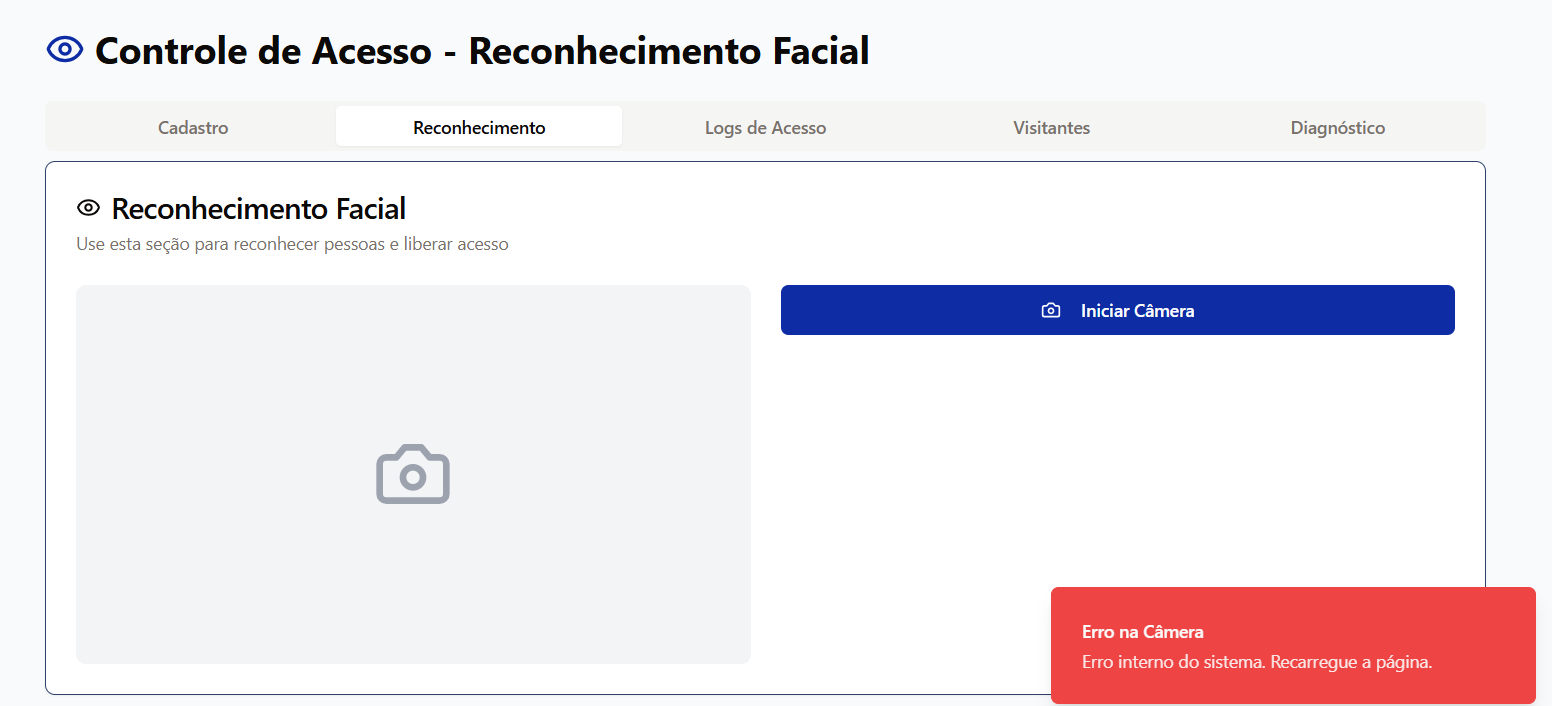 Controle de Acesso - Reconhecimento Facial
Cadastro
Reconhecimento
Logs de Acesso
Visitantes
Diagnóstico
Reconhecimento Facial
Use esta seção para reconhecer pessoas e liberar acesso
Iniciar Câmera
Erro na Câmera
Erro interno do sistema. Recarregue a página.